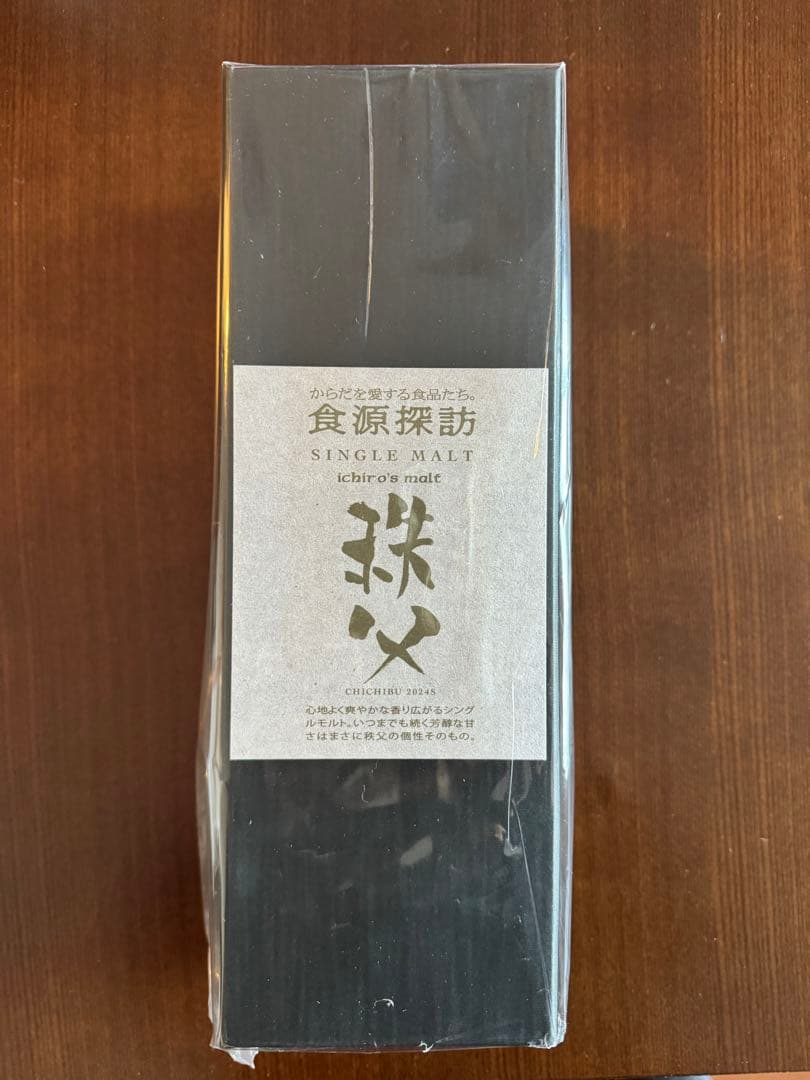 からだを愛する食品たち。
食源探訪
SINGLE MALT
ichiro's malt
秩
父
CHICHIBU 2024S
心地よく爽やかな香り広がるシング
ルモルト。いつまでも続く芳醇な甘
さはまさに秩父の個性そのもの。